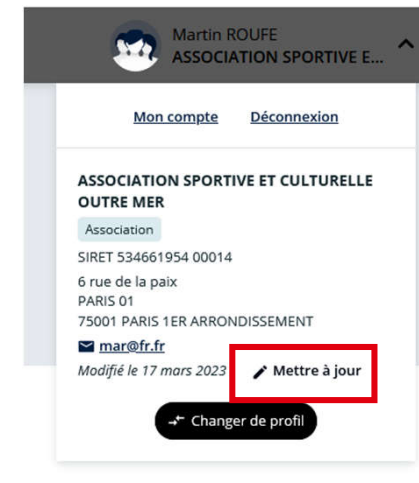 Martin ROUFE
ASSOCIATION SPORTIVE E...
Mon compte Déconnexion
ASSOCIATION SPORTIVE ET CULTURELLE
OUTRE MER
Association
SIRET 534661954 00014
6 rue de la paix
PARIS 01
75001 PARIS 1ER ARRONDISSEMENT
mar@fr.fr
Modifié le 17 mars 2023 Mettre à jour
Changer de profil